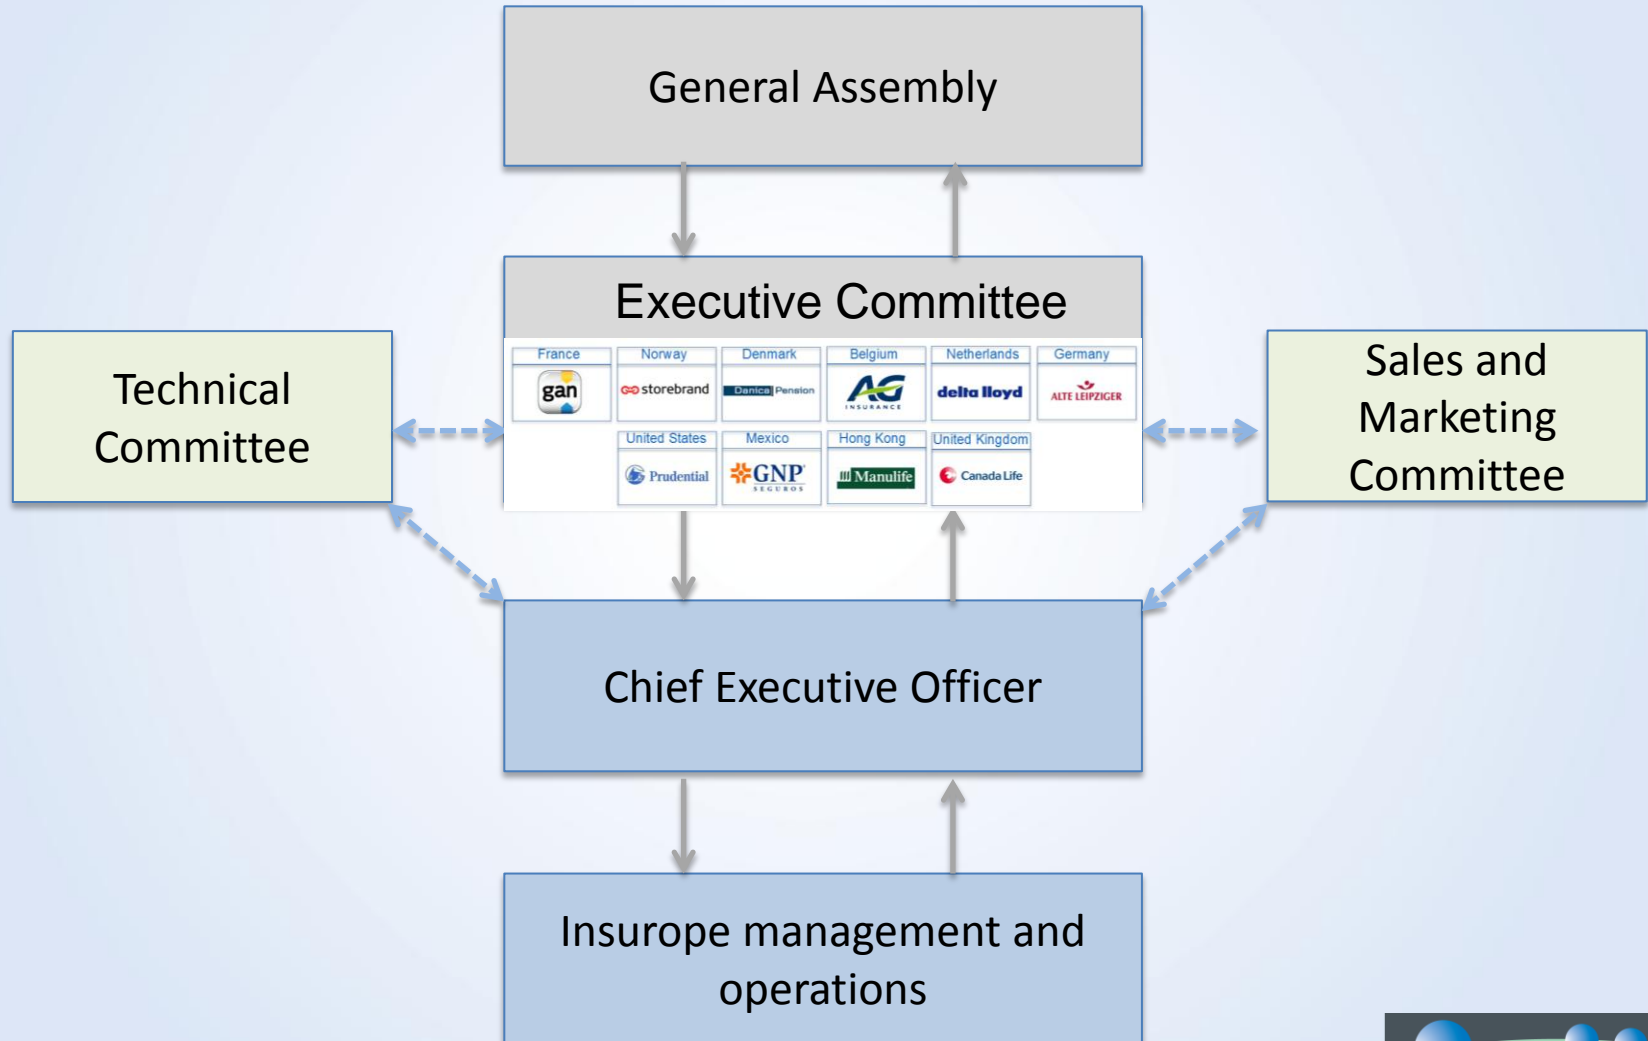 General Assembly
Executive Committee
France Norway Denmark Belgium Netherlands Germany
gan storebrand Danica Pension AG INSURANCE delta lloyd ALTE LEIPZIGER
United States Mexico Hong Kong United Kingdom
Prudential GNP SEGUROS Manulife Canada Life
Technical
Committee
Sales and
Marketing
Committee
Chief Executive Officer
Insurope management and
operations